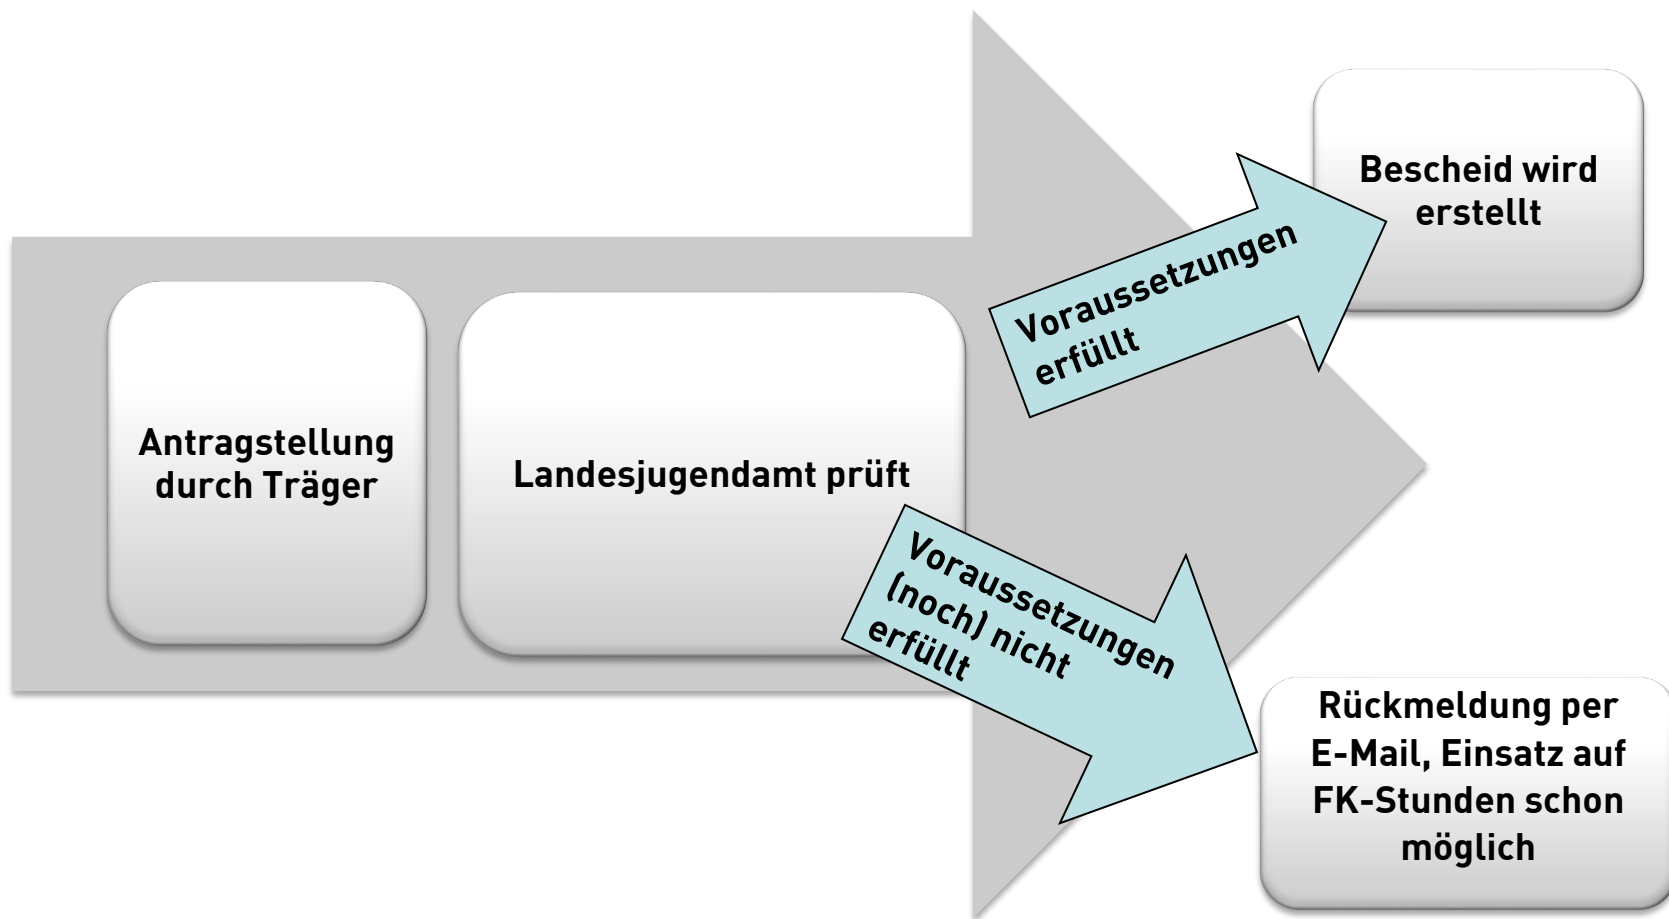 Antragstellung
durch Träger
Landesjugendamt prüft
Voraussetzungen
erfüllt
Bescheid wird
erstellt
Voraussetzungen
(noch) nicht
erfüllt
Rückmeldung per
E-Mail, Einsatz auf
FK-Stunden schon
möglich